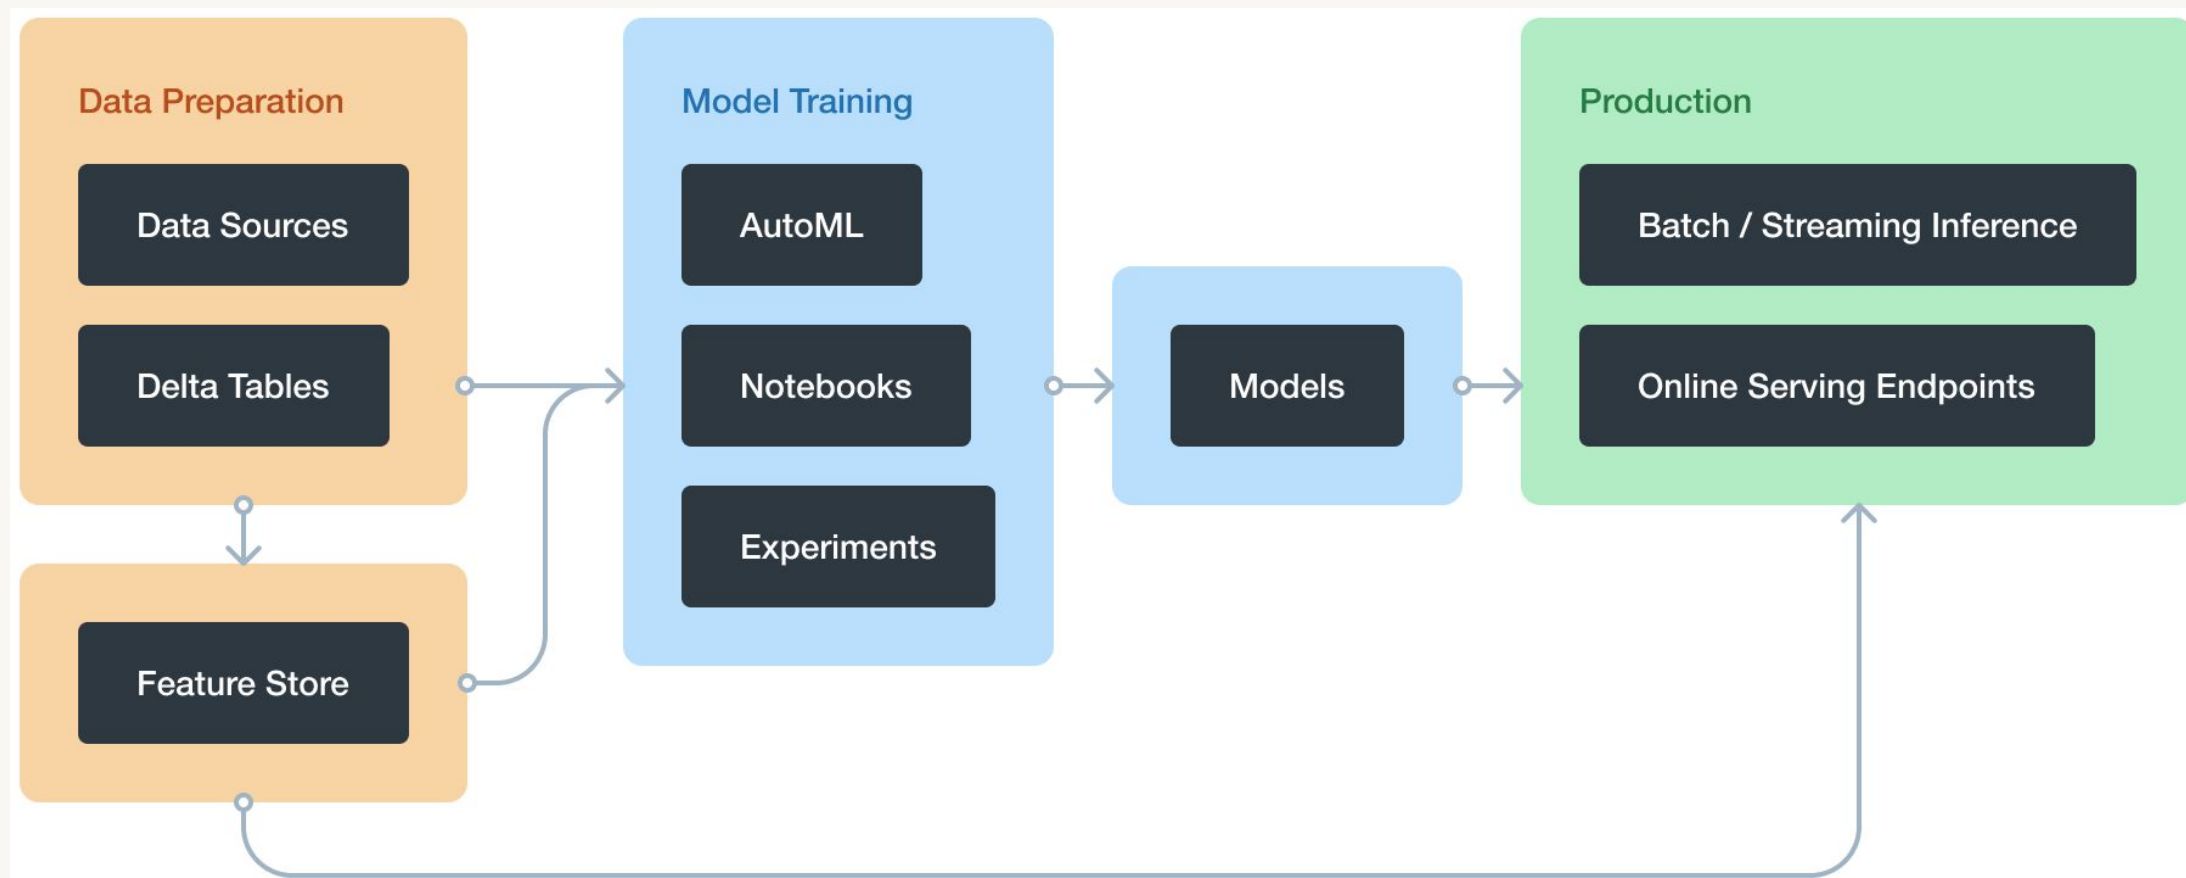 Data Preparation
Data Sources
Delta Tables
Feature Store
Model Training
AutoML
Notebooks
Experiments
Models
Production
Batch / Streaming Inference
Online Serving Endpoints